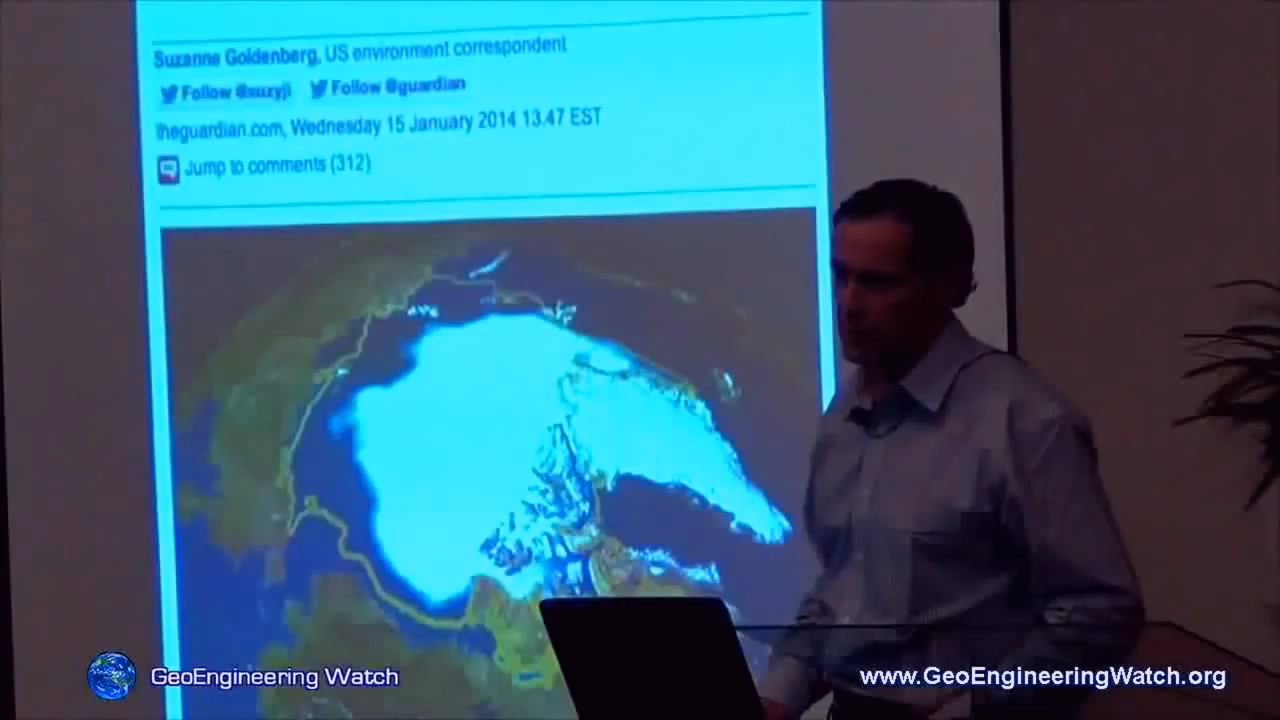 Suzanne Goldenberg, US environment correspondent
Follow @suzyji Follow @guardian
theguardian.com, Wednesday 15 January 2014 13.47 EST
Jump to comments (312)
GeoEngineering Watch
www.GeoEngineeringWatch.org